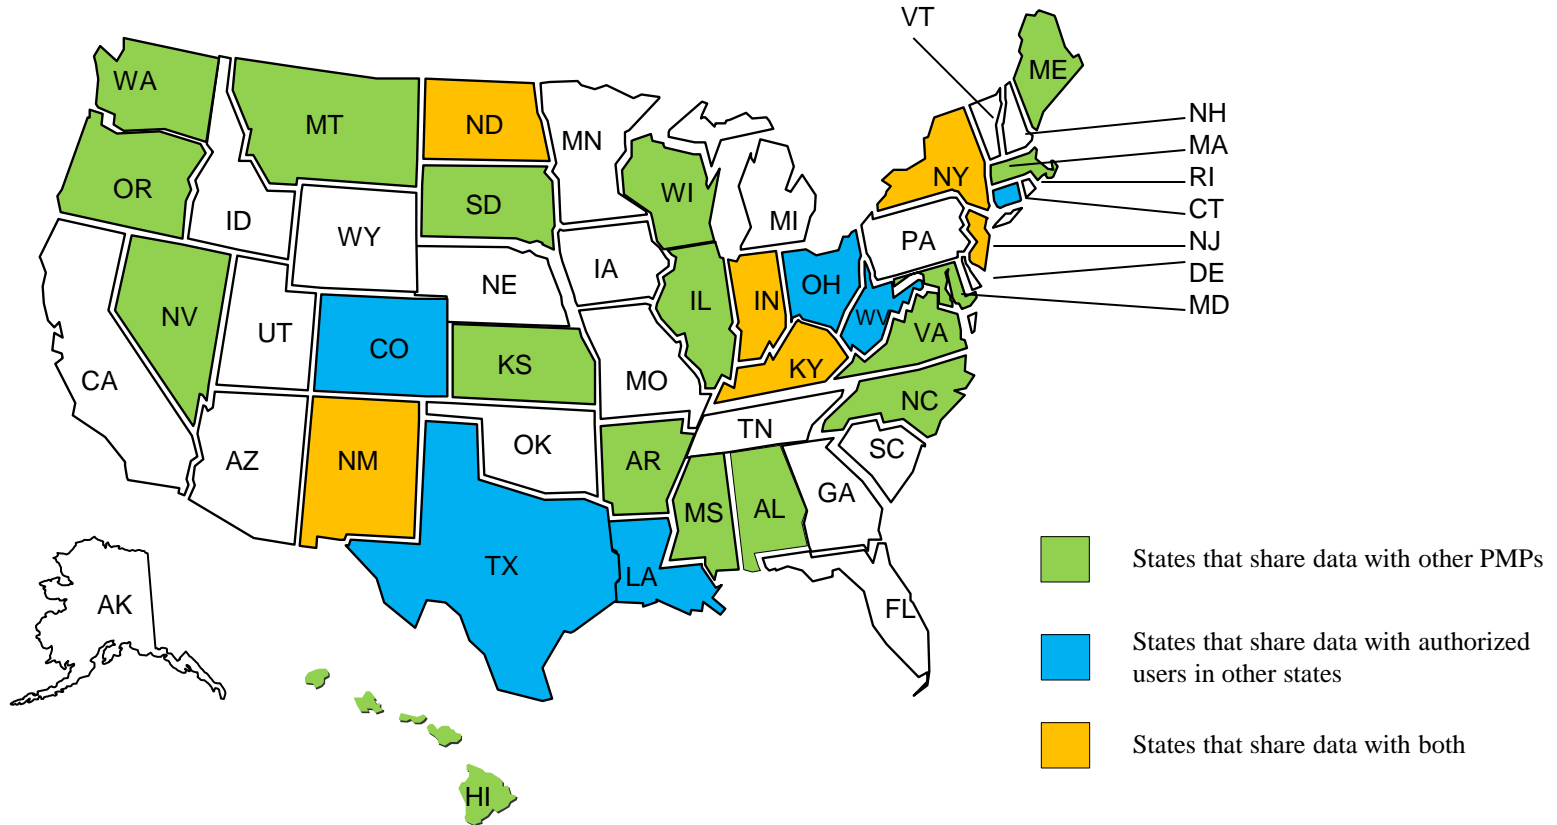 VT
WA
ME
MT
ND
MN
NH
MA
OR
SD
WI
NY
RI
ID
WY
MI
CT
PA
NJ
IA
NE
DE
OH
IL
IN
MD
NV
WV
UT
CO
VA
KS
KY
CA
MO
NC
TN
OK
SC
AZ
NM
AR
GA
MS
AL
TX
LA
States that share data with other PMPs
AK
FL
States that share data with authorized
users in other states
States that share data with both
HI